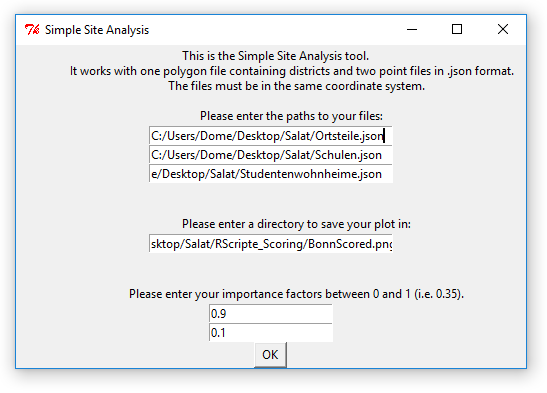 Simple Site Analysis
This is the Simple Site Analysis tool.
It works with one polygon file containing districts and two point files in .json format.
The files must be in the same coordinate system.
Please enter the paths to your files:
C:/Users/Dome/Desktop/Salat/Ortsteile.json
C:/Users/Dome/Desktop/Salat/Schulen.json
e/Desktop/Salat/Studentenwohnheime.json
Please enter a directory to save your plot in:
sktop/Salat/RScripte_Scoring/BonnScored.png
Please enter your importance factors between 0 and 1 (i.e. 0.35).
0.9
0.1
OK